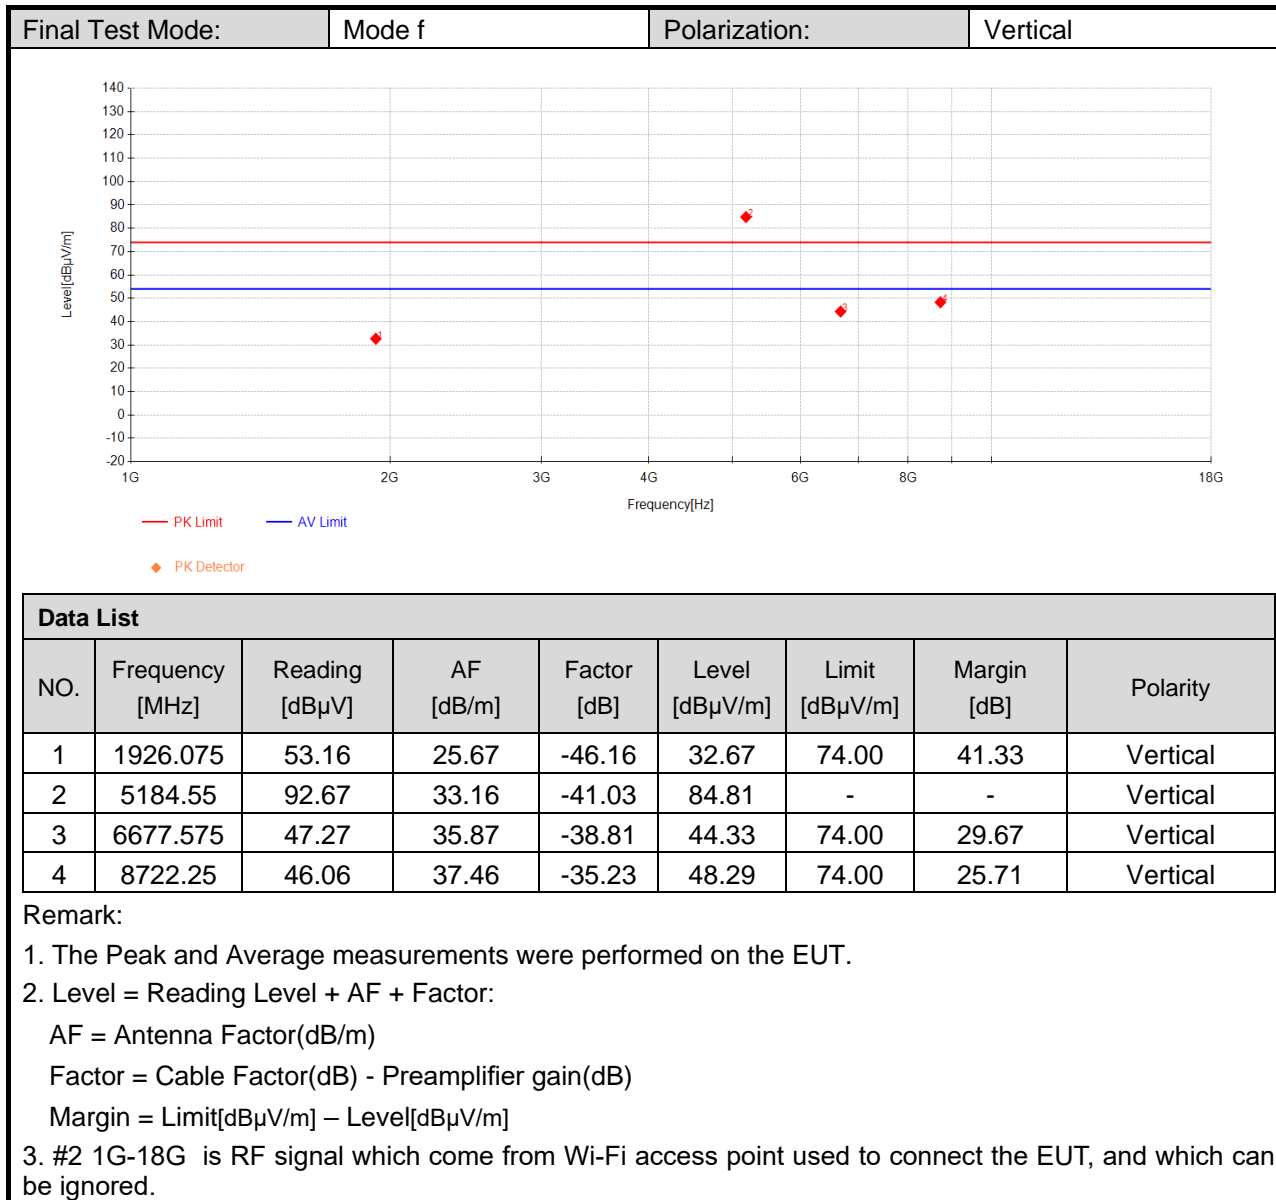 Final Test Mode: Mode f Polarization: Vertical
140
130
120
110
100
90
80
70
60
50
40
30
20
10
0
-10
-20
Level[dBµV/m]
1
2
3
4
1G 2G 3G 4G 6G 8G 18G
Frequency[Hz]
PK Limit AV Limit
PK Detector
Data List
NO. Frequency [MHz] Reading [dBµV] AF [dB/m] Factor [dB] Level [dBµV/m] Limit [dBµV/m] Margin [dB] Polarity
1 1926.075 53.16 25.67 -46.16 32.67 74.00 41.33 Vertical
2 5184.55 92.67 33.16 -41.03 84.81 - - Vertical
3 6677.575 47.27 35.87 -38.81 44.33 74.00 29.67 Vertical
4 8722.25 46.06 37.46 -35.23 48.29 74.00 25.71 Vertical
Remark:
1. The Peak and Average measurements were performed on the EUT.
2. Level = Reading Level + AF + Factor:
AF = Antenna Factor(dB/m)
Factor = Cable Factor(dB) - Preamplifier gain(dB)
Margin = Limit[dBµV/m] – Level[dBµV/m]
3. #2 1G-18G is RF signal which come from Wi-Fi access point used to connect the EUT, and which can
be ignored.